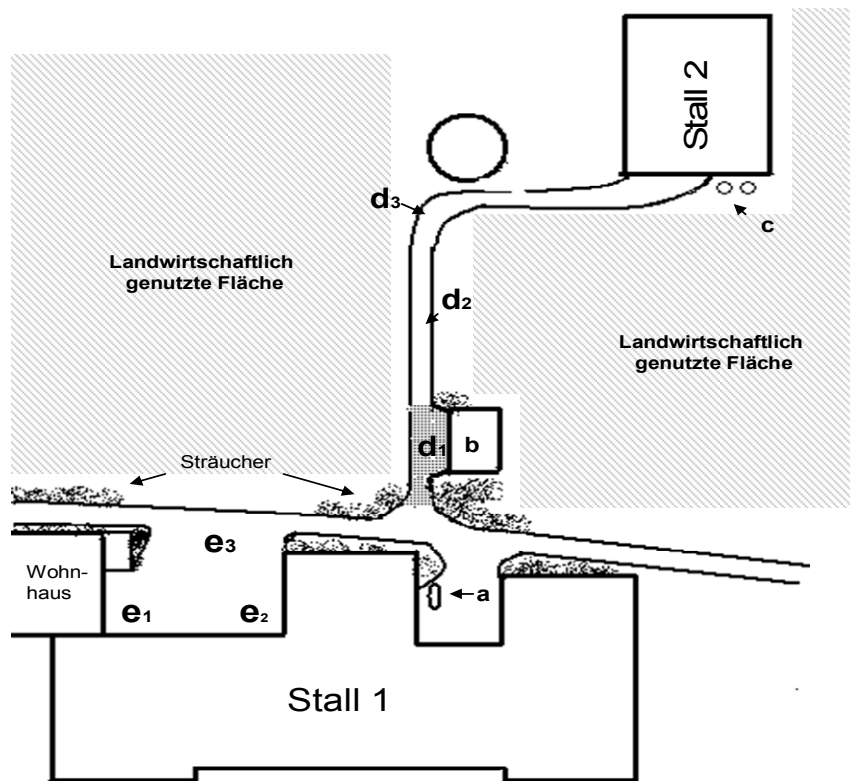 Stall 2
d3
c
Landwirtschaftlich
genutzte Fläche
d2
Landwirtschaftlich
genutzte Fläche
d1
b
Sträucher
e3
Wohn-
haus
a
e1
e2
Stall 1